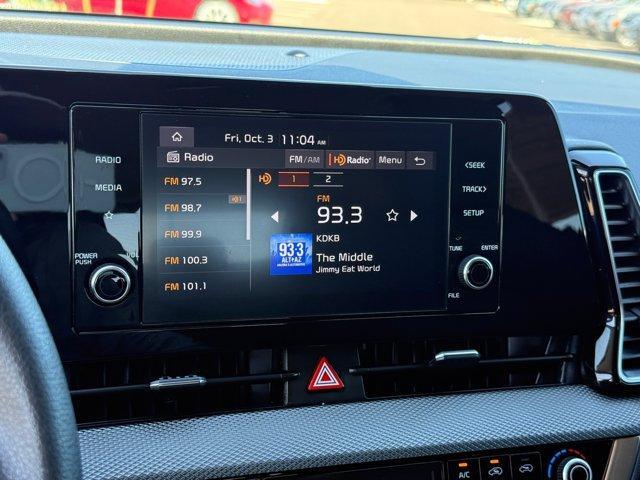 Fri, Oct. 3 11:04 AM
Radio FM/AM HD Radio Menu
RADIO
MEDIA
POWER PUSH
VOL
FM 97.5
FM 98.7
FM 99.9
FM 100.3
FM 101.1
HD 1 2
FM
93.3
KDKB
The Middle
Jimmy Eat World
93.3
ALT AZ
<SEEK
TRACK>
SETUP
TUNE ENTER
FILE
A/C